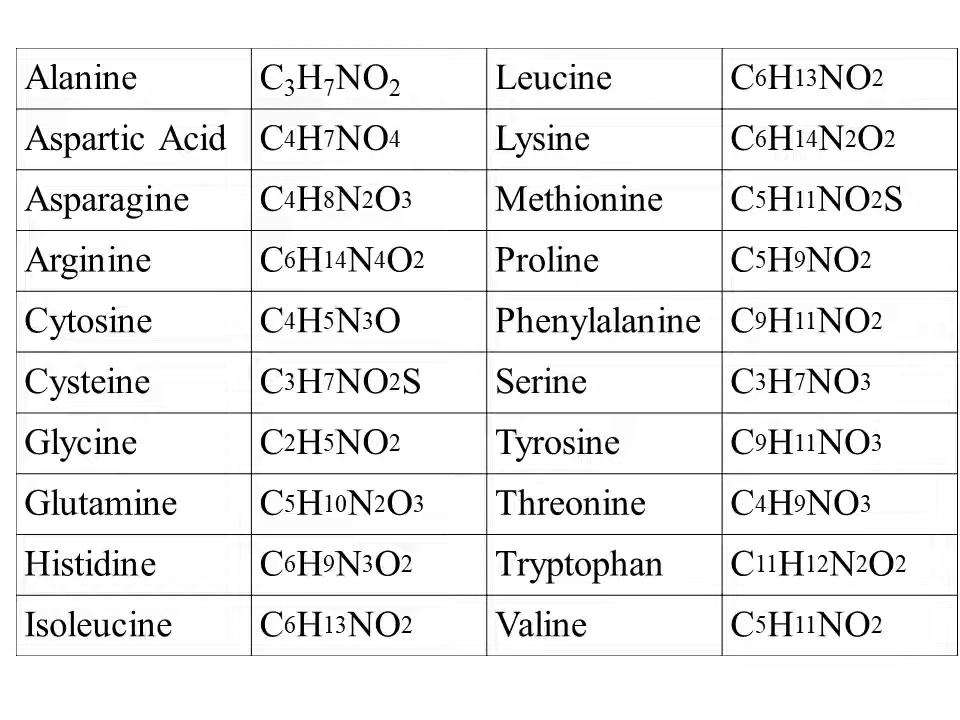 Alanine C₃H₇NO₂ Leucine C6H13NO2
Aspartic Acid C4H7NO4 Lysine C6H14N2O2
Asparagine C4H8N2O3 Methionine C5H11NO2S
Arginine C6H14N4O2 Proline C5H9NO2
Cytosine C4H5N3O Phenylalanine C9H11NO2
Cysteine C3H7NO2S Serine C3H7NO3
Glycine C2H5NO2 Tyrosine C9H11NO3
Glutamine C5H10N2O3 Threonine C4H9NO3
Histidine C6H9N3O2 Tryptophan C11H12N2O2
Isoleucine C6H13NO2 Valine C5H11NO2